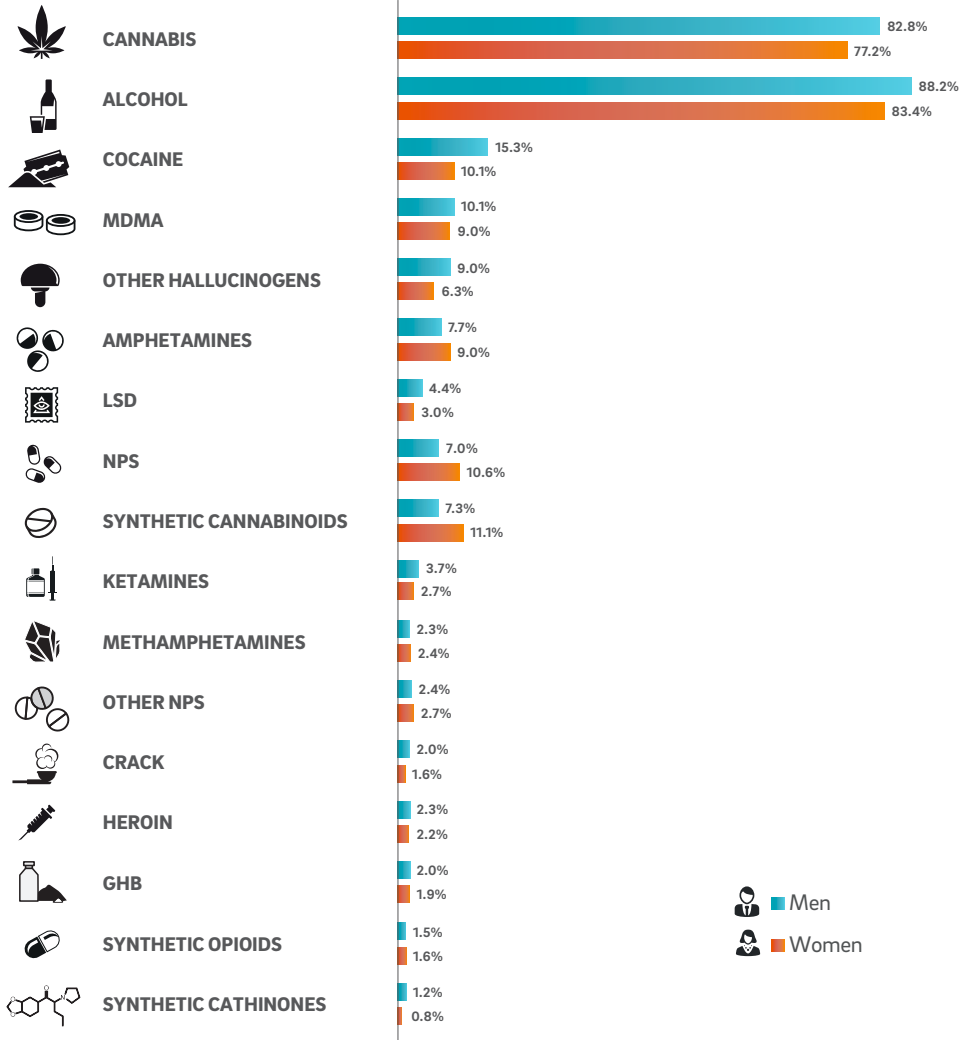 CANNABIS
82.8%
77.2%
ALCOHOL
88.2%
83.4%
COCAINE
15.3%
10.1%
MDMA
10.1%
9.0%
OTHER HALLUCINOGENS
9.0%
6.3%
AMPHETAMINES
7.7%
9.0%
LSD
4.4%
3.0%
NPS
7.0%
10.6%
SYNTHETIC CANNABINOIDS
7.3%
11.1%
KETAMINES
3.7%
2.7%
METHAMPHETAMINES
2.3%
2.4%
OTHER NPS
2.4%
2.7%
CRACK
2.0%
1.6%
HEROIN
2.3%
2.2%
GHB
2.0%
1.9%
Men
Women
SYNTHETIC OPIOIDS
1.5%
1.6%
SYNTHETIC CATHINONES
1.2%
0.8%